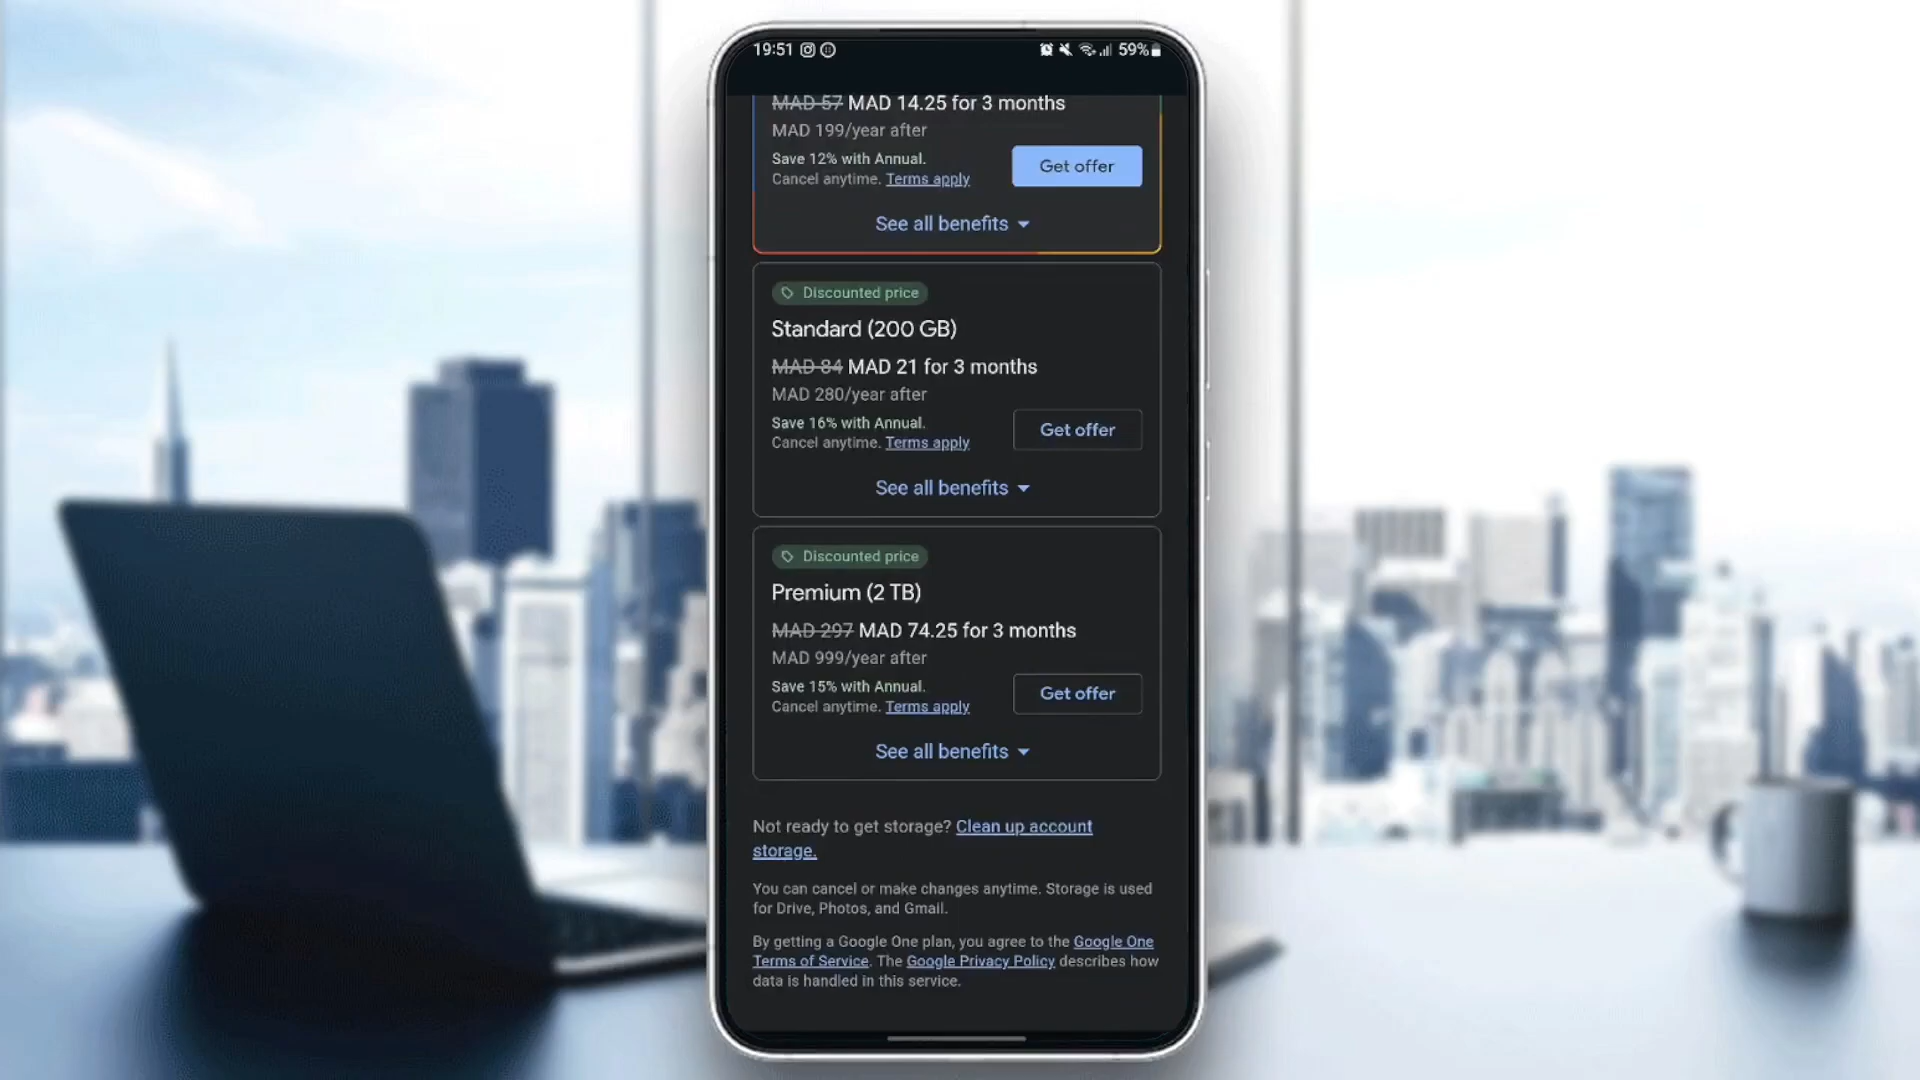 19:51 59%
MAD 57 MAD 14.25 for 3 months
MAD 199/year after
Save 12% with Annual.
Cancel anytime. Terms apply
Get offer
See all benefits
Discounted price
Standard (200 GB)
MAD 84 MAD 21 for 3 months
MAD 280/year after
Save 16% with Annual.
Cancel anytime. Terms apply
Get offer
See all benefits
Discounted price
Premium (2 TB)
MAD 297 MAD 74.25 for 3 months
MAD 999/year after
Save 15% with Annual.
Cancel anytime. Terms apply
Get offer
See all benefits
Not ready to get storage? Clean up account
storage.
You can cancel or make changes anytime. Storage is used
for Drive, Photos, and Gmail.
By getting a Google One plan, you agree to the Google One
Terms of Service. The Google Privacy Policy describes how
data is handled in this service.